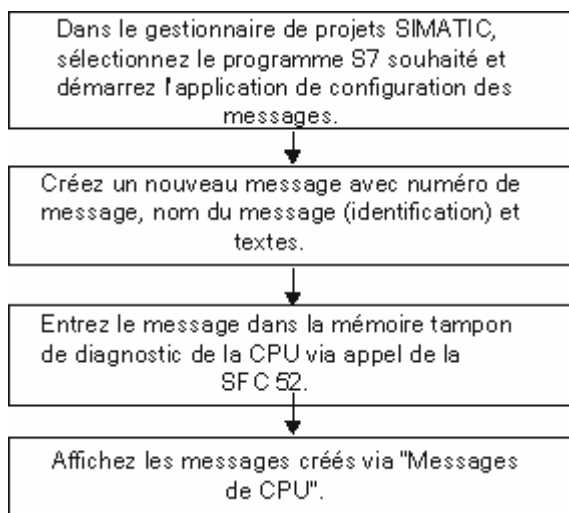 Dans le gestionnaire de projets SIMATIC,
sélectionnez le programme S7 souhaité et
démarrez l'application de configuration des
messages.
Créez un nouveau message avec numéro de
message, nom du message (identification) et
textes.
Entrez le message dans la mémoire tampon
de diagnostic de la CPU via appel de la
SFC 52.
Affichez les messages créés via "Messages
de CPU".